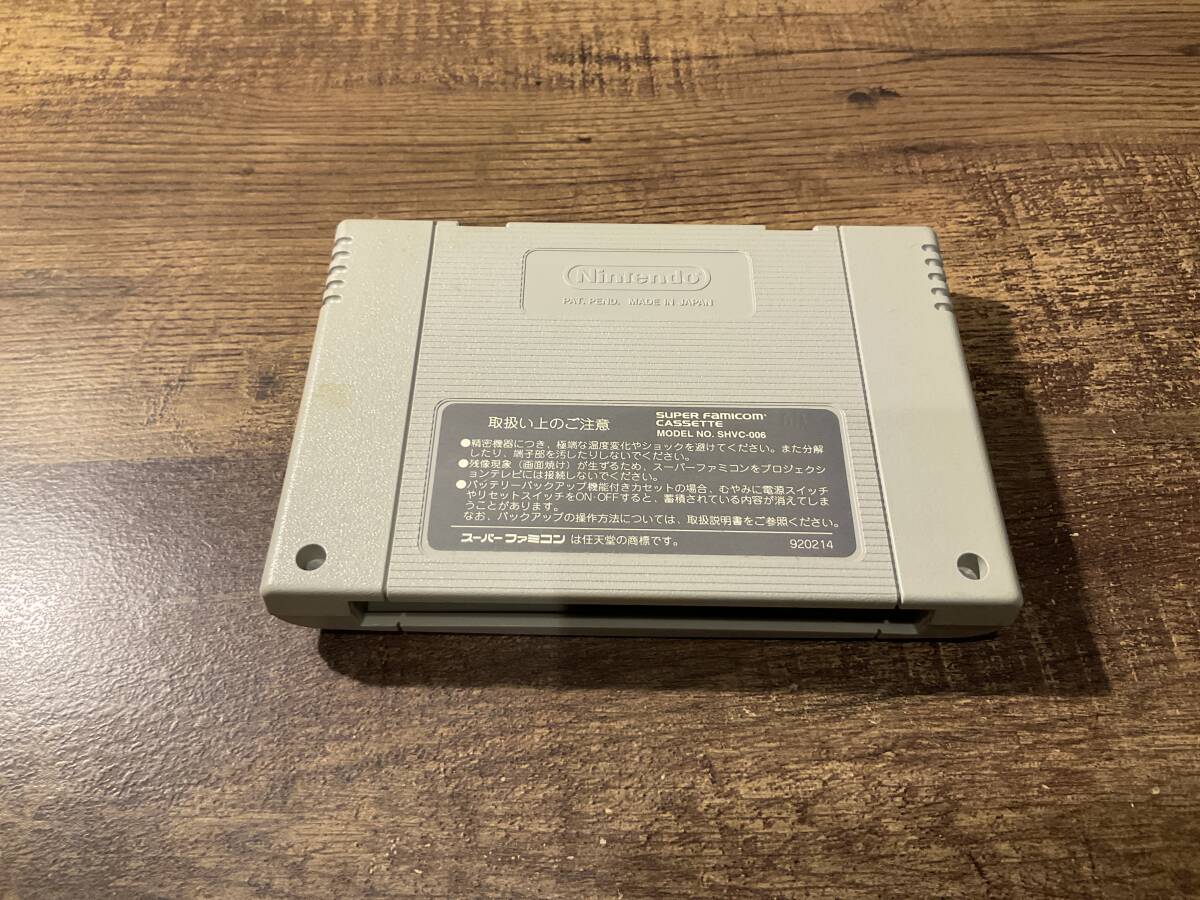 Nintendo
PAT. PEND. MADE IN JAPAN
取扱い上のご注意
SUPER FAMICOM
CASSETTE
MODEL NO. SHVC-006
●精密機器につき、極端な温度変化やショックを避けてください。また分解
したり、端子部を汚したりしないでください。
●残像現象(画面焼け)が生ずるため、スーパーファミコンをプロジェクシ
ョンテレビには接続しないでください。
●バッテリーバックアップ機能付きカセットの場合、むやみに電源スイッチ
やリセットスイッチをON・OFFすると、蓄積されている内容が消えてしま
うことがあります。
なお、バックアップの操作方法については、取扱説明書をご参照ください。
スーパーファミコンは任天堂の商標です。
920214